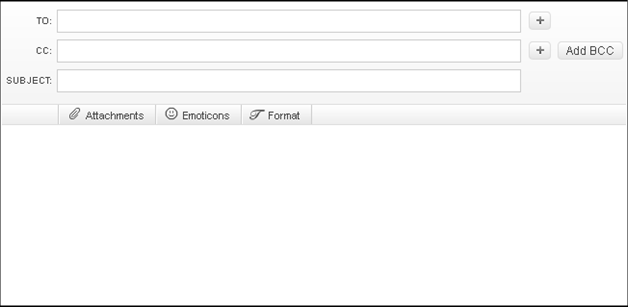 TO: +
CC: + Add BCC
SUBJECT:
Attachments Emoticons Format